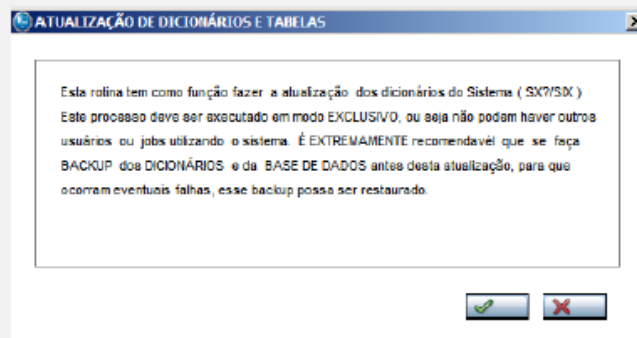 ATUALIZAÇÃO DE DICIONÁRIOS E TABELAS
Esta rotina tem como função fazer a atualização dos dicionários do Sistema ( SX?/SIX )
Este processo deve ser executado em modo EXCLUSIVO, ou seja não podem haver outros
usuários ou jobs utilizando o sistema. É EXTREMAMENTE recomendavél que se faça
BACKUP dos DICIONÁRIOS e da BASE DE DADOS antes desta atualização, para que
ocorram eventuais falhas, esse backup possa ser restaurado.